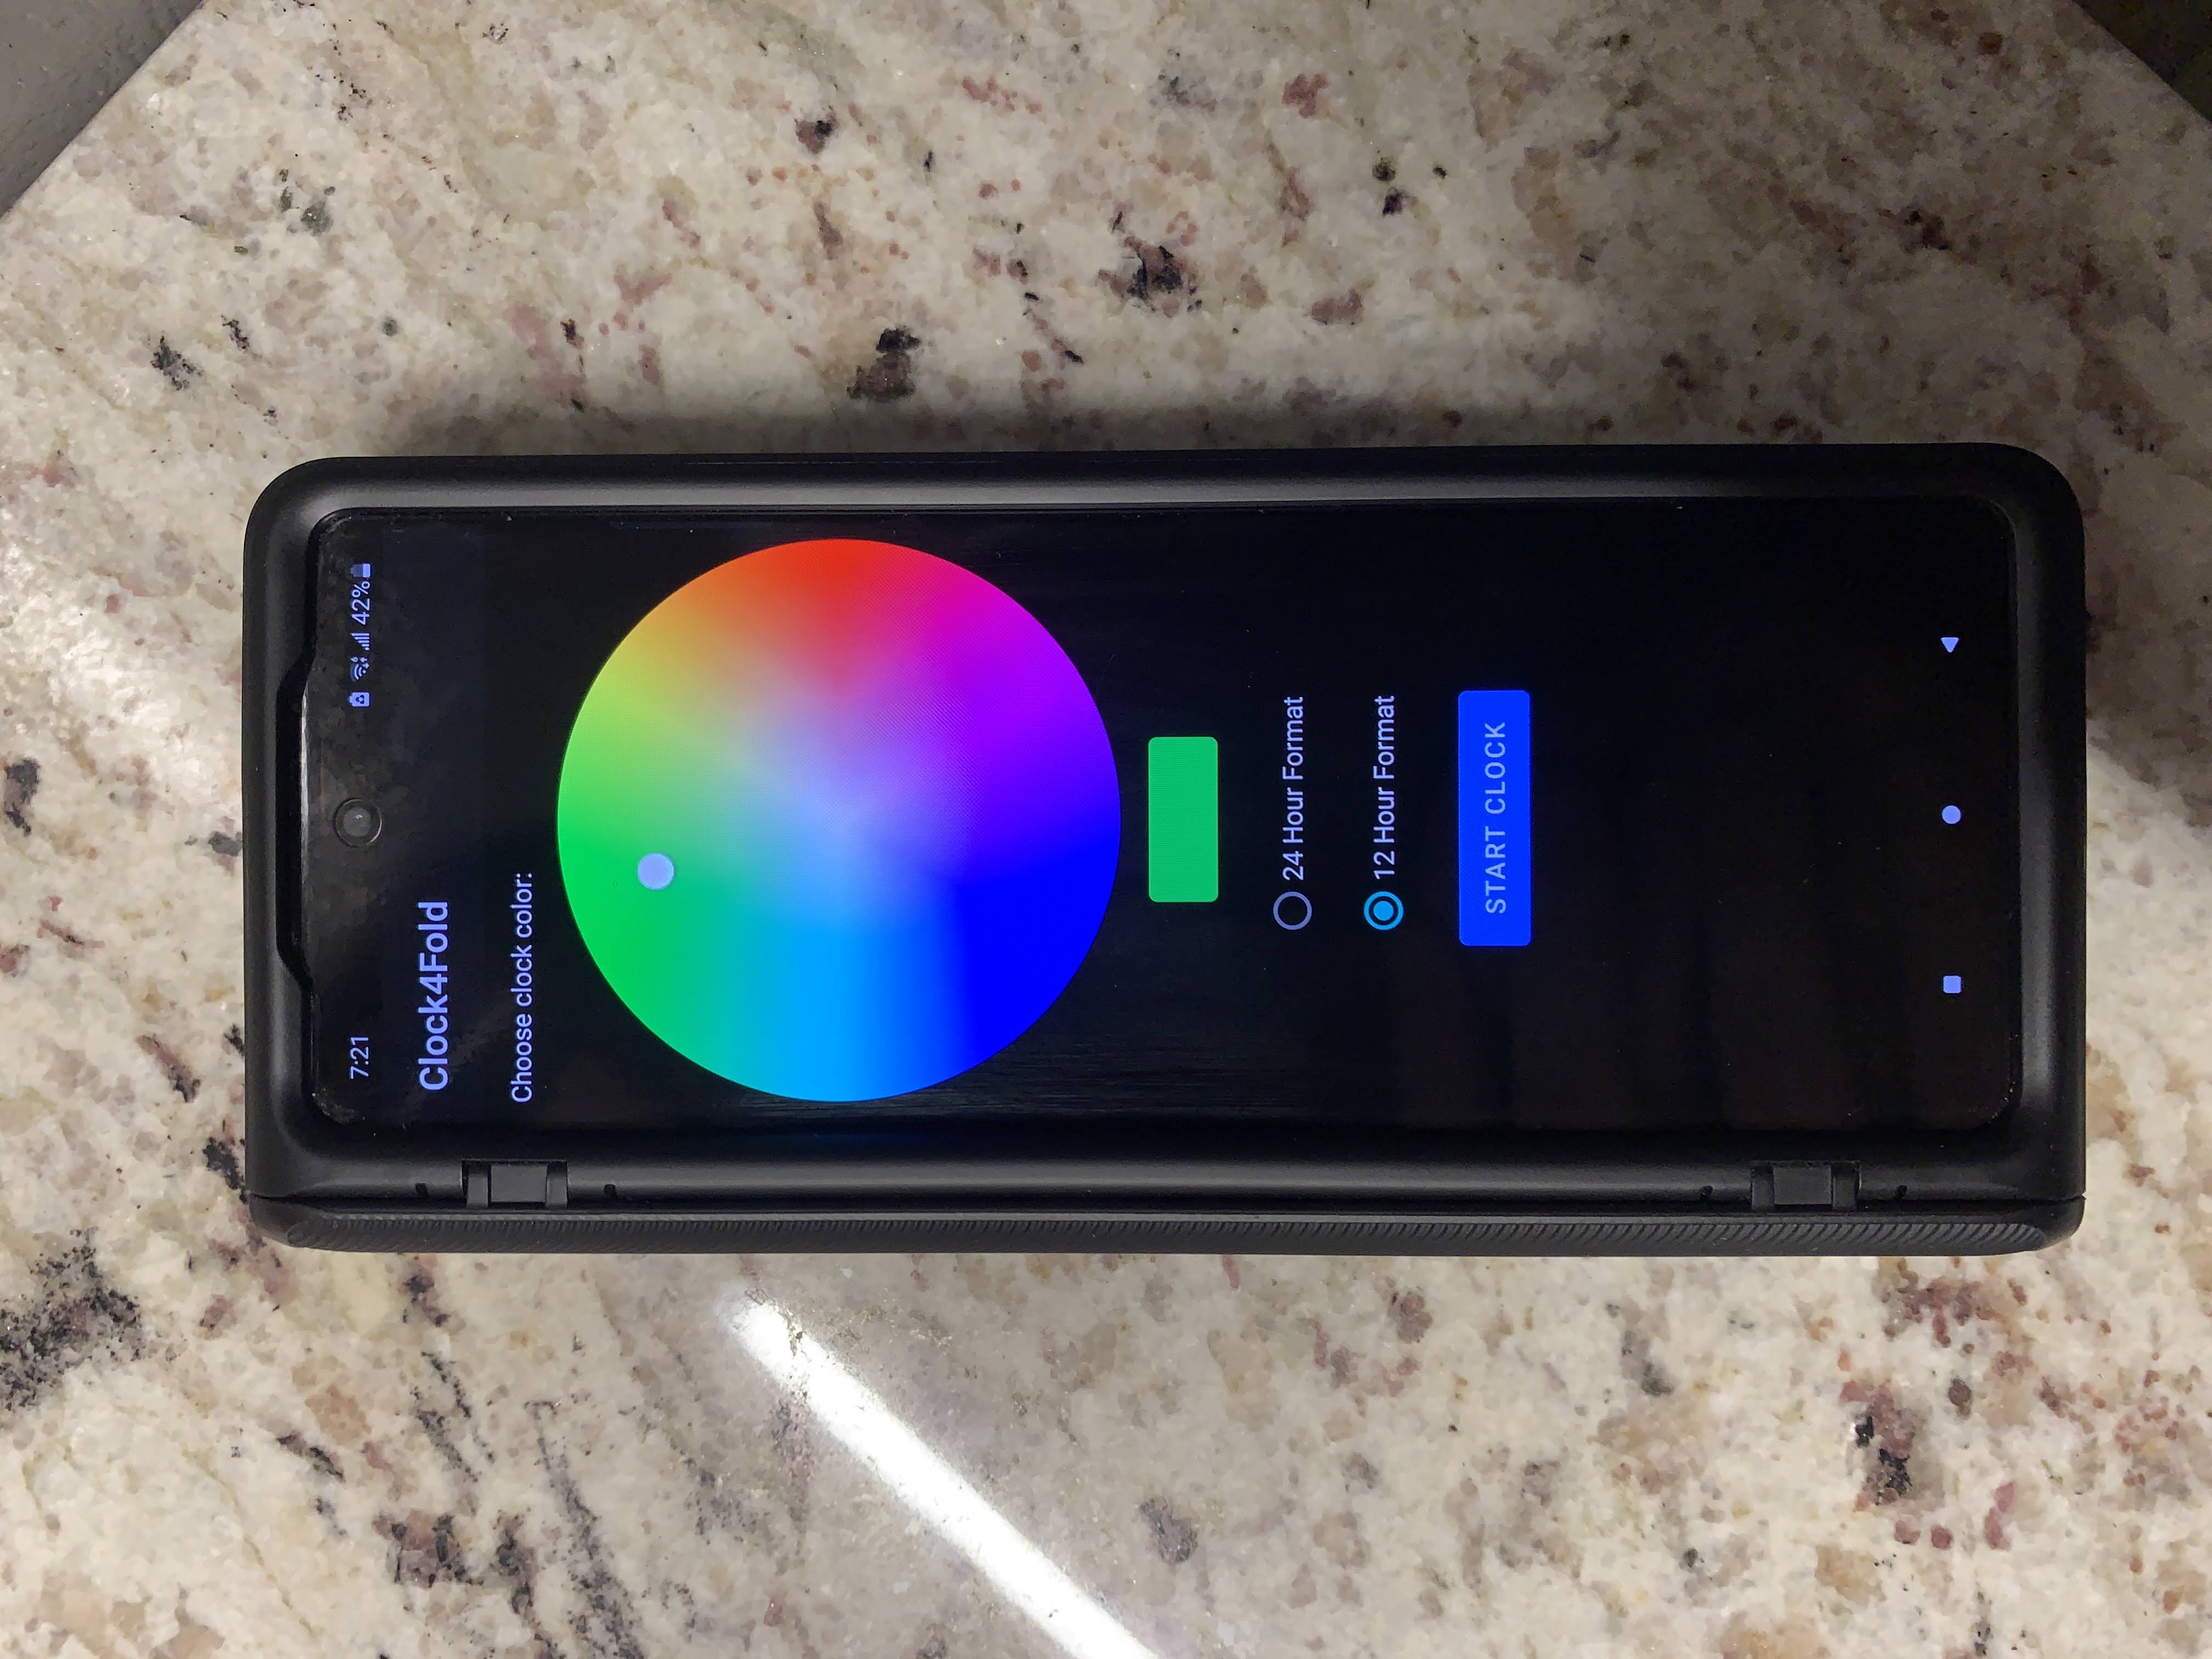 7:21 42%
Clock4Fold
Choose clock color:
24 Hour Format
12 Hour Format
START CLOCK